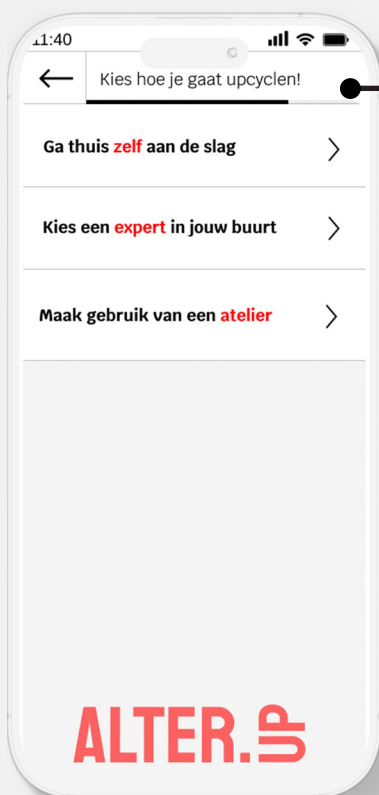 11:40
Kies hoe je gaat upcyclen!
Ga thuis zelf aan de slag
Kies een expert in jouw buurt
Maak gebruik van een atelier
ALTER.UP